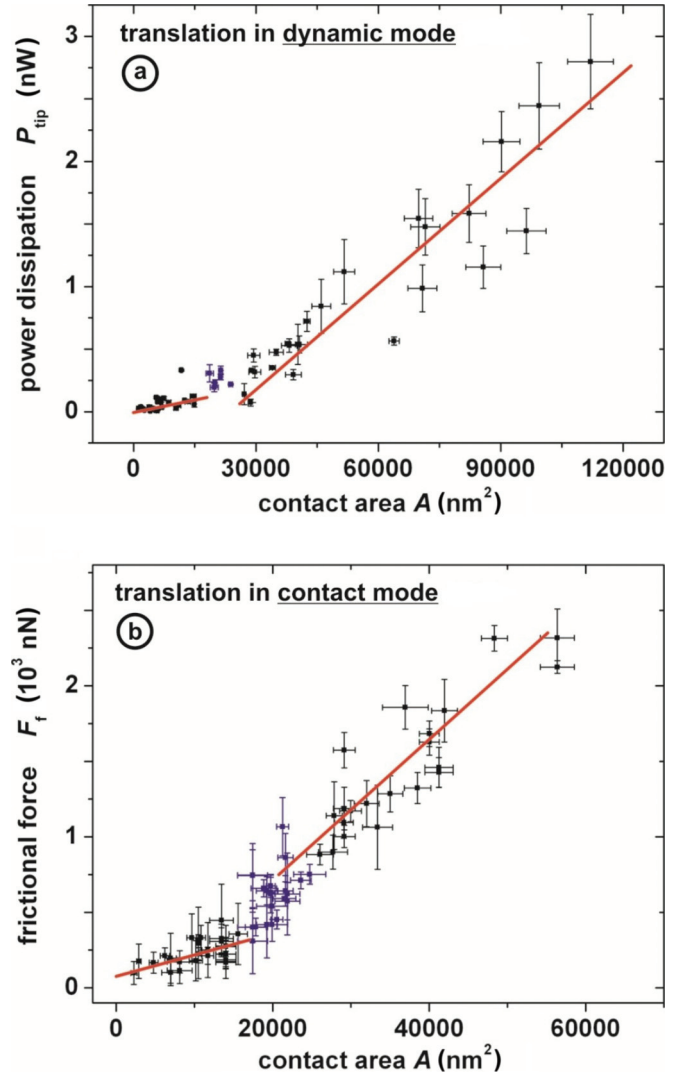 translation in dynamic mode
a
3
2
1
0
power dissipation P_tip (nW)
0 30000 60000 90000 120000
contact area A (nm²)
translation in contact mode
b
2
1
0
frictional force F_f (10³ nN)
0 20000 40000 60000
contact area A (nm²)